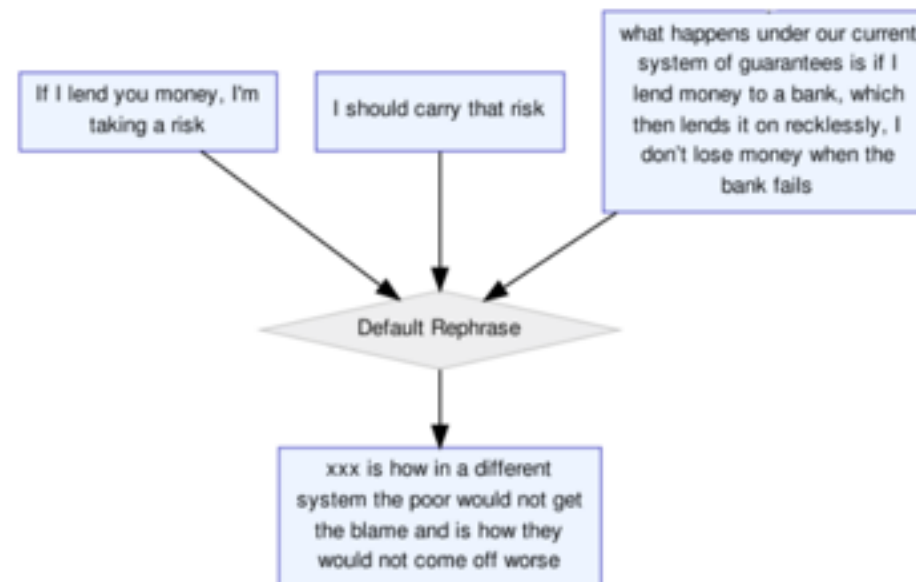 If I lend you money, I'm
taking a risk
I should carry that risk
what happens under our current
system of guarantees is if I
lend money to a bank, which
then lends it on recklessly, I
don't lose money when the
bank fails
Default Rephrase
xxx is how in a different
system the poor would not get
the blame and is how they
would not come off worse